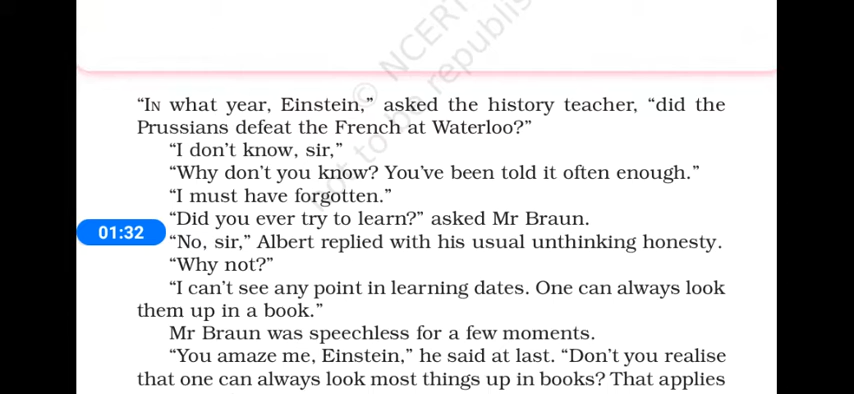 © NCERT
not to be republis
“IN what year, Einstein,” asked the history teacher, “did the
Prussians defeat the French at Waterloo?”
“I don’t know, sir,”
“Why don’t you know? You’ve been told it often enough.”
“I must have forgotten.”
“Did you ever try to learn?” asked Mr Braun.
01:32
“No, sir,” Albert replied with his usual unthinking honesty.
“Why not?”
“I can’t see any point in learning dates. One can always look
them up in a book.”
Mr Braun was speechless for a few moments.
“You amaze me, Einstein,” he said at last. “Don’t you realise
that one can always look most things up in books? That applies